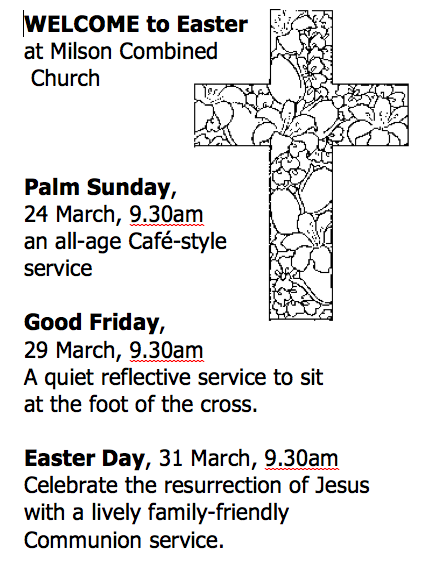 WELCOME to Easter
at Milson Combined
Church
Palm Sunday,
24 March, 9.30am
an all-age Café-style
service
Good Friday,
29 March, 9.30am
A quiet reflective service to sit
at the foot of the cross.
Easter Day, 31 March, 9.30am
Celebrate the resurrection of Jesus
with a lively family-friendly
Communion service.